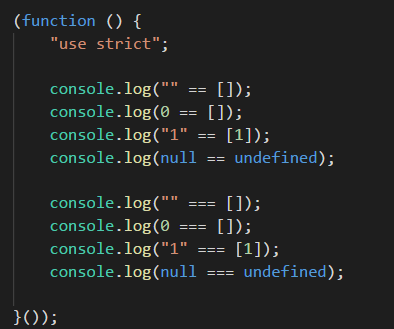 (function () {
    "use strict";

    console.log("" == []);
    console.log(0 == []);
    console.log("1" == [1]);
    console.log(null == undefined);

    console.log("" === []);
    console.log(0 === []);
    console.log("1" === [1]);
    console.log(null === undefined);

}());